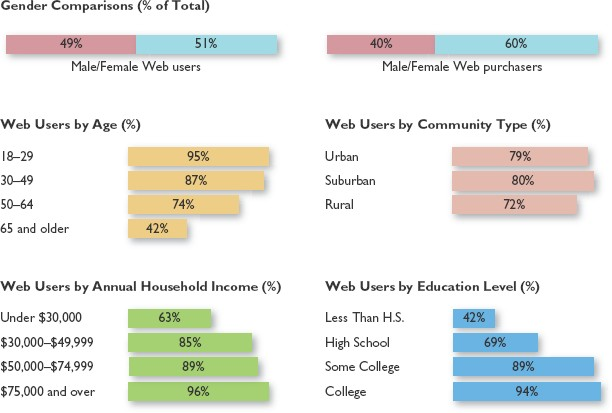 Gender Comparisons (% of Total)
49% 51%
Male/Female Web users
40% 60%
Male/Female Web purchasers
Web Users by Age (%)
18–29 95%
30–49 87%
50–64 74%
65 and older 42%
Web Users by Community Type (%)
Urban 79%
Suburban 80%
Rural 72%
Web Users by Annual Household Income (%)
Under $30,000 63%
$30,000–$49,999 85%
$50,000–$74,999 89%
$75,000 and over 96%
Web Users by Education Level (%)
Less Than H.S. 42%
High School 69%
Some College 89%
College 94%